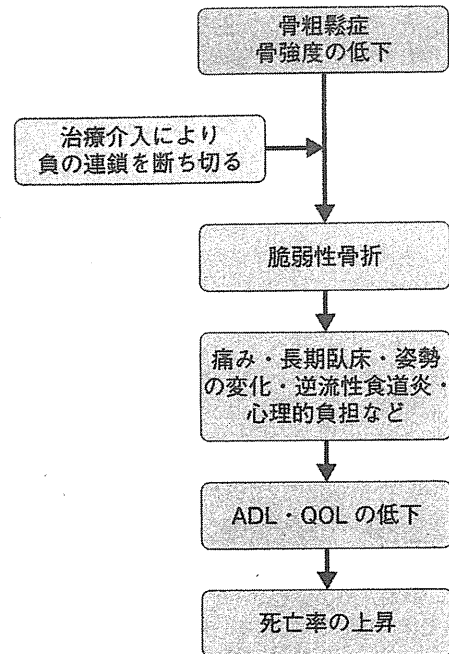 骨粗鬆症
骨強度の低下
治療介入により
負の連鎖を断ち切る
脆弱性骨折
痛み・長期臥床・姿勢
の変化・逆流性食道炎・
心理的負担など
ADL・QOL の低下
死亡率の上昇